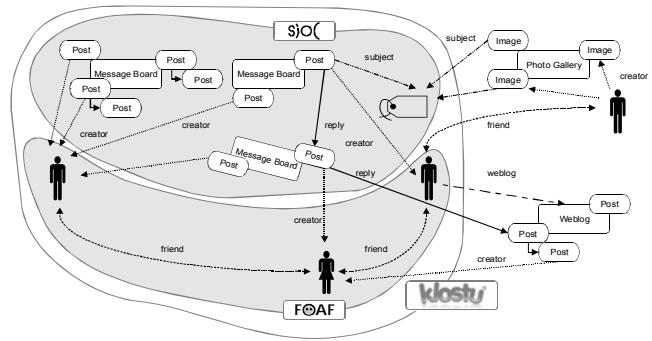 SIOC
subject
Post
Post
Post
Message Board
Post
Message Board
Post
Post
Post
Post
creator
creator
reply
creator
Image
Image
Photo Gallery
Image
creator
friend
Message Board
Post
Post
reply
weblog
Post
Weblog
Post
Post
creator
creator
friend
friend
FOAF
klostu